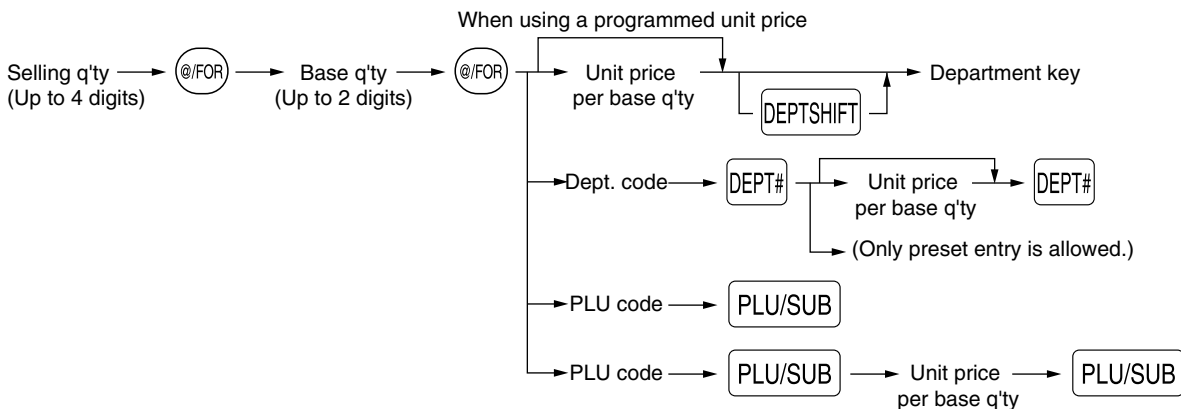 When using a programmed unit price
Selling q'ty
(Up to 4 digits)
@/FOR
Base q'ty
(Up to 2 digits)
@/FOR
Unit price
per base q'ty
DEPTSHIFT
Department key
Dept. code
DEPT#
Unit price
per base q'ty
DEPT#
(Only preset entry is allowed.)
PLU code
PLU/SUB
PLU code
PLU/SUB
Unit price
per base q'ty
PLU/SUB